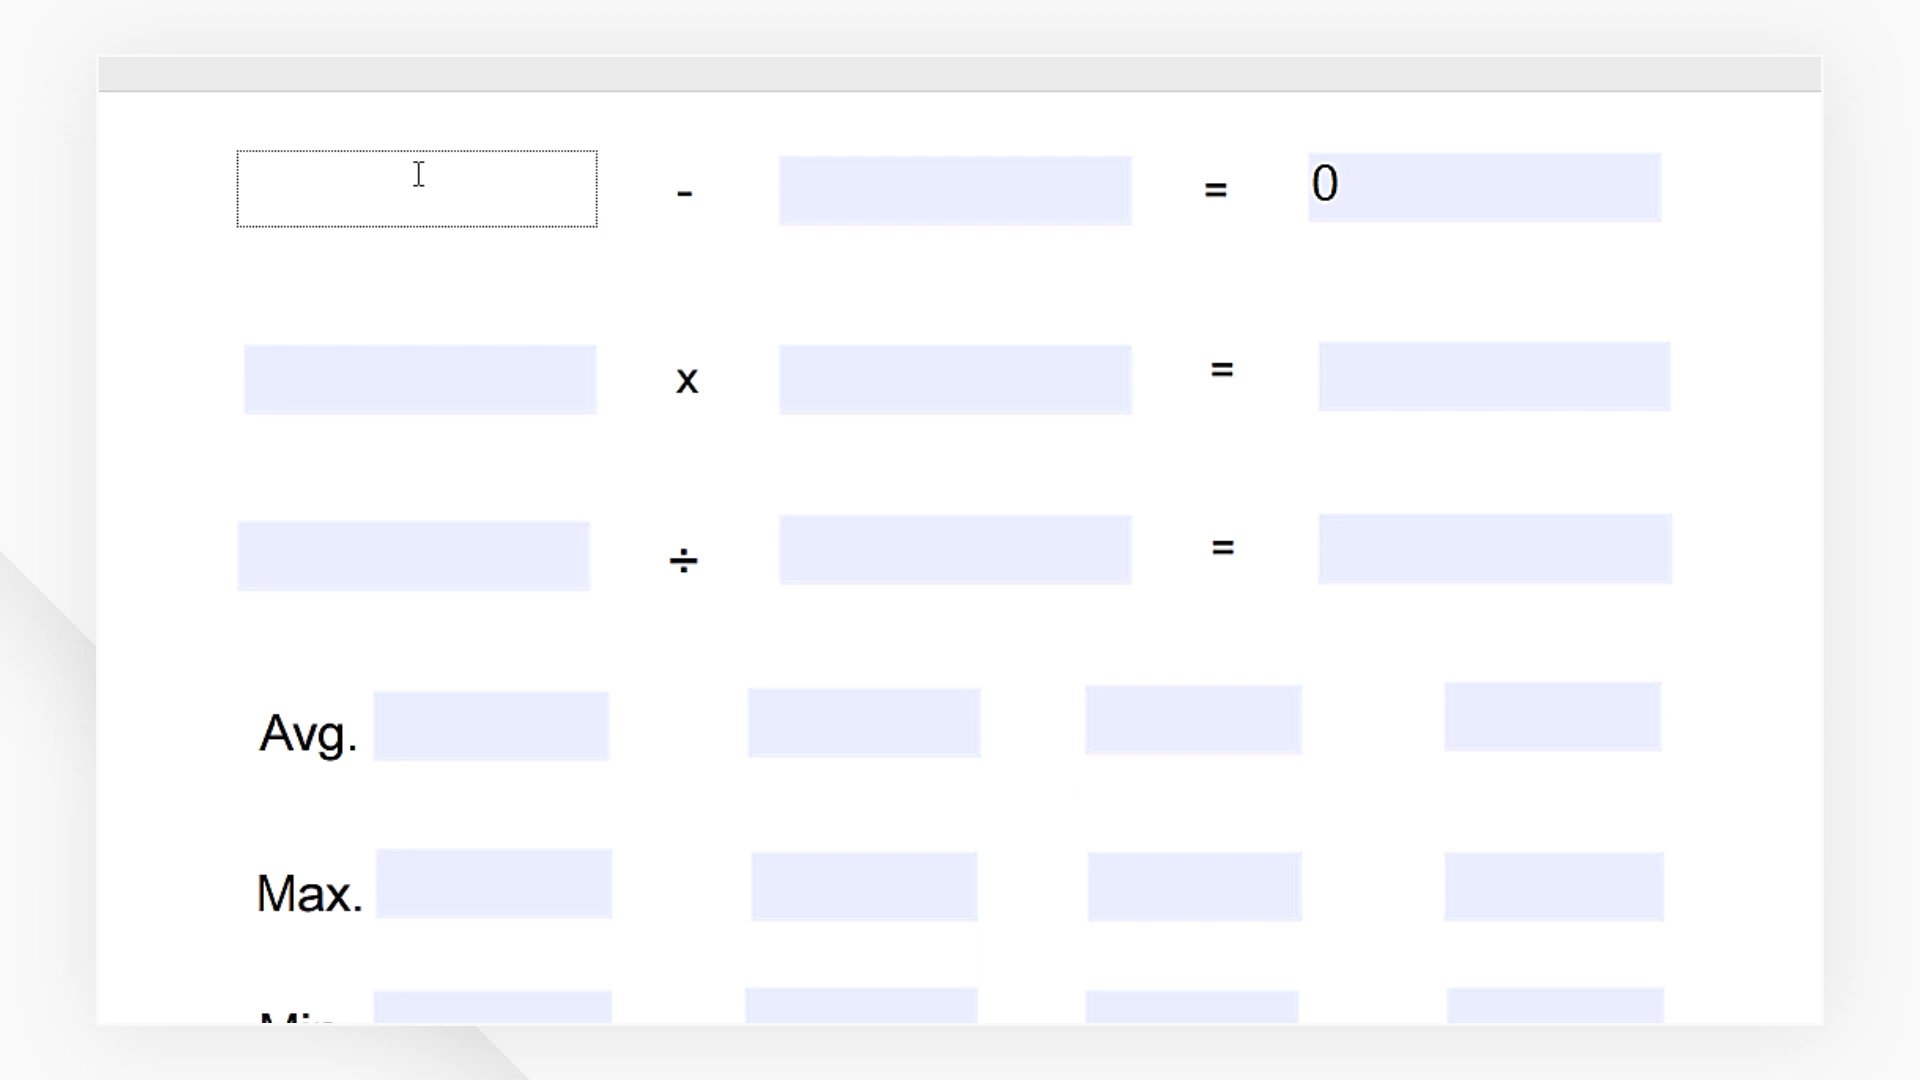 - = 0
x =
÷ =
Avg.
Max.